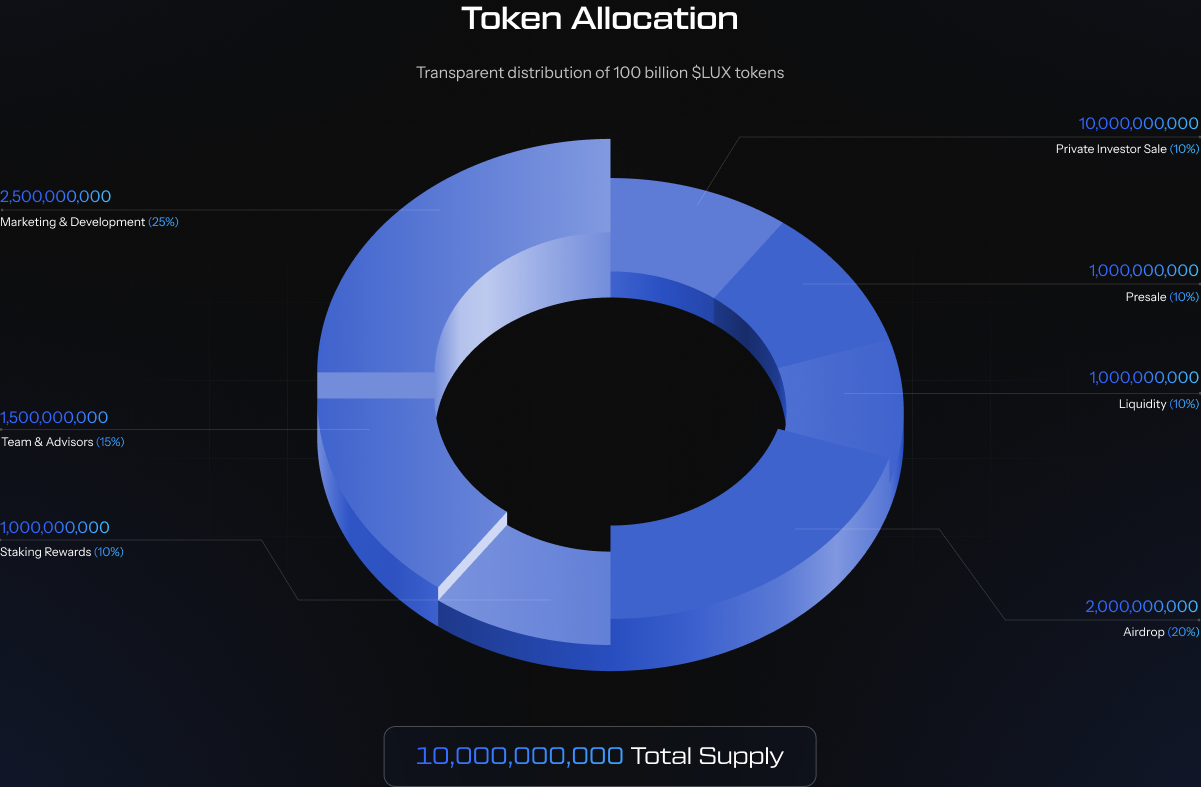 Token Allocation
Transparent distribution of 100 billion $LUX tokens
10,000,000,000
Private Investor Sale (10%)
2,500,000,000
Marketing & Development (25%)
1,000,000,000
Presale (10%)
1,000,000,000
Liquidity (10%)
1,500,000,000
Team & Advisors (15%)
1,000,000,000
Staking Rewards (10%)
2,000,000,000
Airdrop (20%)
10,000,000,000 Total Supply